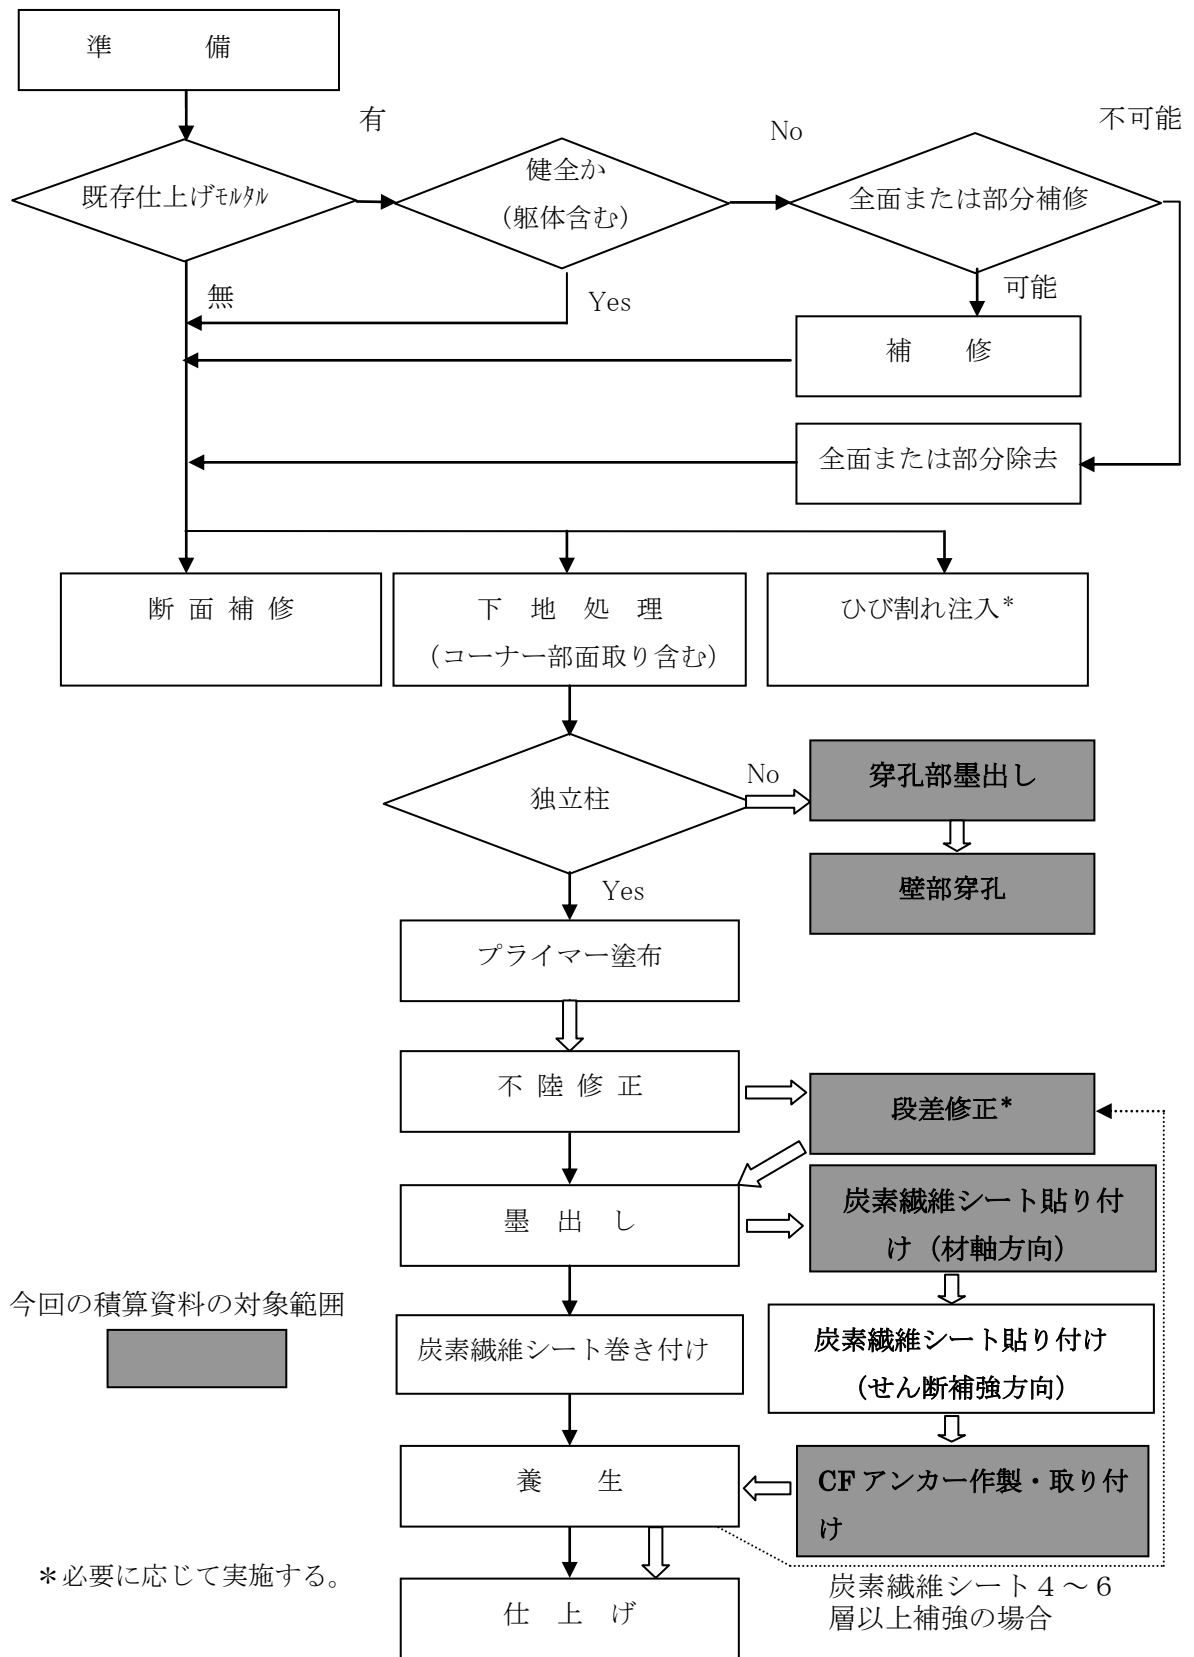 準　　備
有
No
不可能
既存仕上げﾓﾙﾀﾙ
健全か
（躯体含む）
全面または部分補修
無
Yes
可能
補　修
全面または部分除去
断 面 補 修
下　地　処　理
（コーナー部面取り含む）
ひび割れ注入*
独立柱
No
穿孔部墨出し
壁部穿孔
Yes
プライマー塗布
不 陸 修 正
段差修正*
墨　出　し
炭素繊維シート貼り付
け（材軸方向）
今回の積算資料の対象範囲
炭素繊維シート巻き付け
炭素繊維シート貼り付け
（せん断補強方向）
養　　生
CF アンカー作製・取り付
け
＊必要に応じて実施する。
炭素繊維シート４～６
層以上補強の場合
仕　上　げ